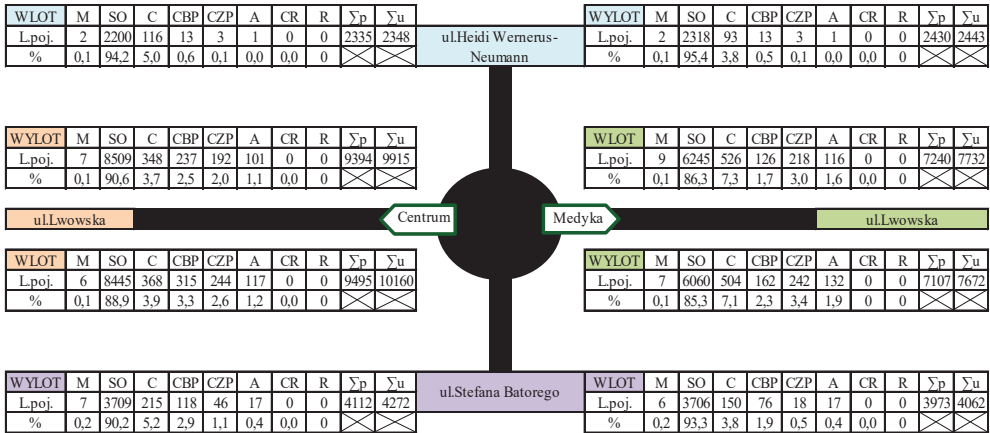 WLOT M SO C CBP CZP A CR R ∑p ∑u
L.poj. 2 2200 116 13 3 1 0 0 2335 2348
% 0,1 94,2 5,0 0,6 0,1 0,0 0,0 0
ul.Heidi Wernerus-
Neumann
WYLOT M SO C CBP CZP A CR R ∑p ∑u
L.poj. 2 2318 93 13 3 1 0 0 2430 2443
% 0,1 95,4 3,8 0,5 0,1 0,0 0,0 0
WYLOT M SO C CBP CZP A CR R ∑p ∑u
L.poj. 7 8509 348 237 192 101 0 0 9394 9915
% 0,1 90,6 3,7 2,5 2,0 1,1 0,0 0
WLOT M SO C CBP CZP A CR R ∑p ∑u
L.poj. 9 6245 526 126 218 116 0 0 7240 7732
% 0,1 86,3 7,3 1,7 3,0 1,6 0,0 0
ul.Lwowska
Centrum
Medyka
ul.Lwowska
WLOT M SO C CBP CZP A CR R ∑p ∑u
L.poj. 6 8445 368 315 244 117 0 0 9495 10160
% 0,1 88,9 3,9 3,3 2,6 1,2 0,0 0
WYLOT M SO C CBP CZP A CR R ∑p ∑u
L.poj. 7 6060 504 162 242 132 0 0 7107 7672
% 0,1 85,3 7,1 2,3 3,4 1,9 0,0 0
WYLOT M SO C CBP CZP A CR R ∑p ∑u
L.poj. 7 3709 215 118 46 17 0 0 4112 4272
% 0,2 90,2 5,2 2,9 1,1 0,4 0,0 0
ul.Stefana Batorego
WLOT M SO C CBP CZP A CR R ∑p ∑u
L.poj. 6 3706 150 76 18 17 0 0 3973 4062
% 0,2 93,3 3,8 1,9 0,5 0,4 0,0 0